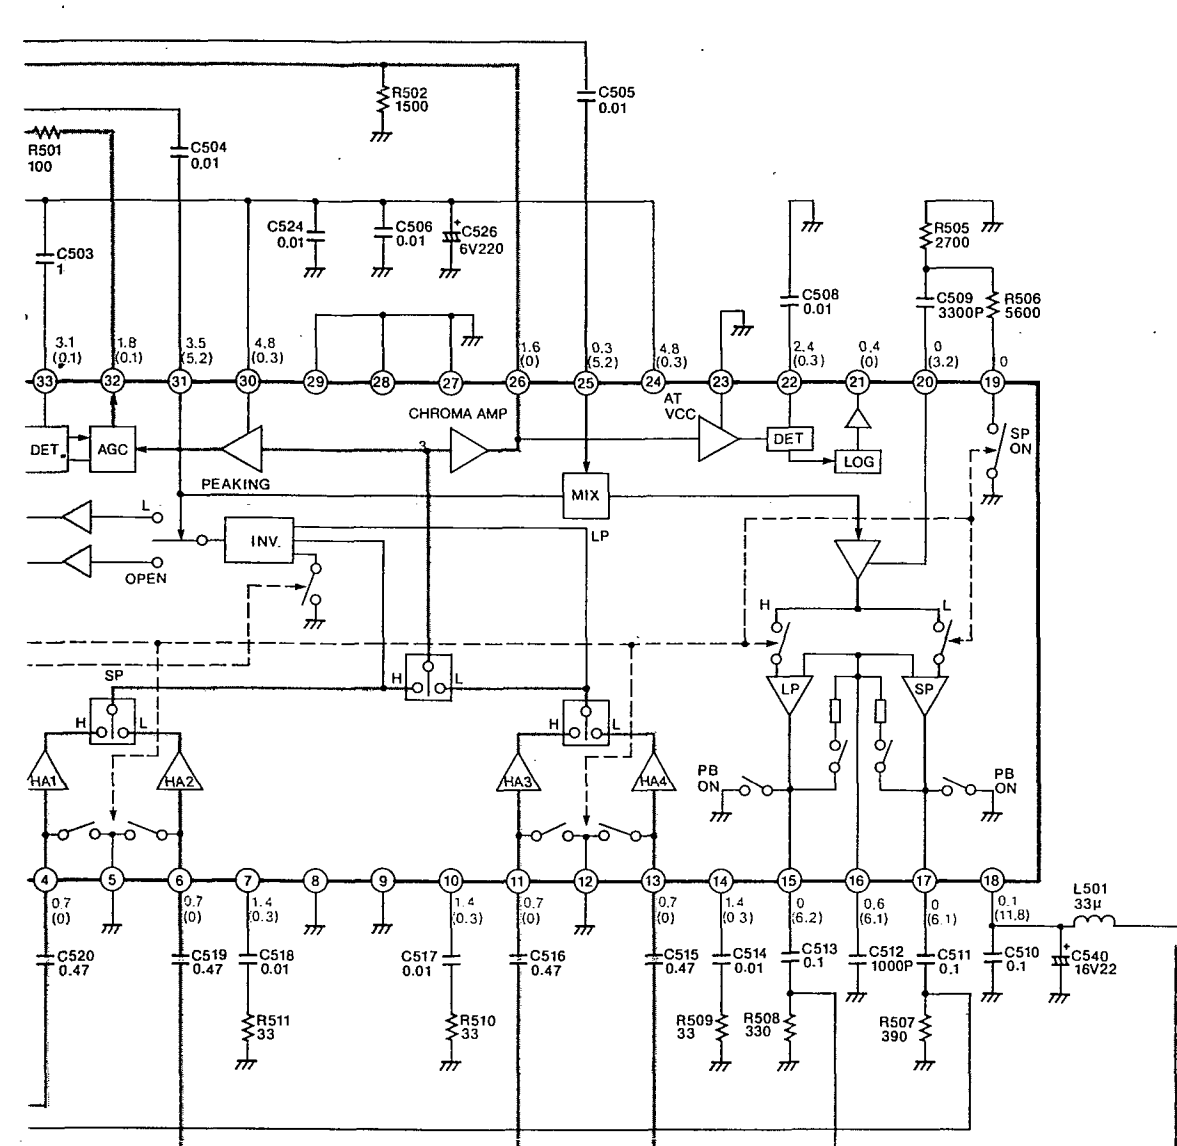 R502
1500
C505
0.01
R501
100
C504
0.01
C503
1
C524
0.01
C506
0.01
+
C526
6V220
R505
2700
C508
0.01
C509
3300P
R506
5600
3.1
(0.1)
1.8
(0.1)
3.5
(5.2)
4.8
(0.3)
1.6
(0)
0.3
(5.2)
4.8
(0.3)
2.4
(0.3)
0.4
(0)
0
(3.2)
0
33
32
31
30
29
28
27
26
25
24
23
22
21
20
19
AT
VCC
CHROMA AMP
3
DET.
AGC
PEAKING
DET
LOG
SP
ON
MIX
L
INV.
LP
OPEN
H
L
SP
H
L
H
L
H
L
LP
SP
HA1
HA2
HA3
HA4
PB
ON
PB
ON
4
5
6
7
8
9
10
11
12
13
14
15
16
17
18
0.7
(0)
0.7
(0)
1.4
(0.3)
1.4
(0.3)
0.7
(0)
0.7
(0)
1.4
(0.3)
0
(6.2)
0.6
(6.1)
0
(6.1)
0.1
(11.8)
L501
33μ
C520
0.47
C519
0.47
C518
0.01
C517
0.01
C516
0.47
C515
0.47
C514
0.01
C513
0.1
C512
1000P
C511
0.1
C510
0.1
+
C540
16V22
R511
33
R510
33
R509
33
R508
330
R507
390